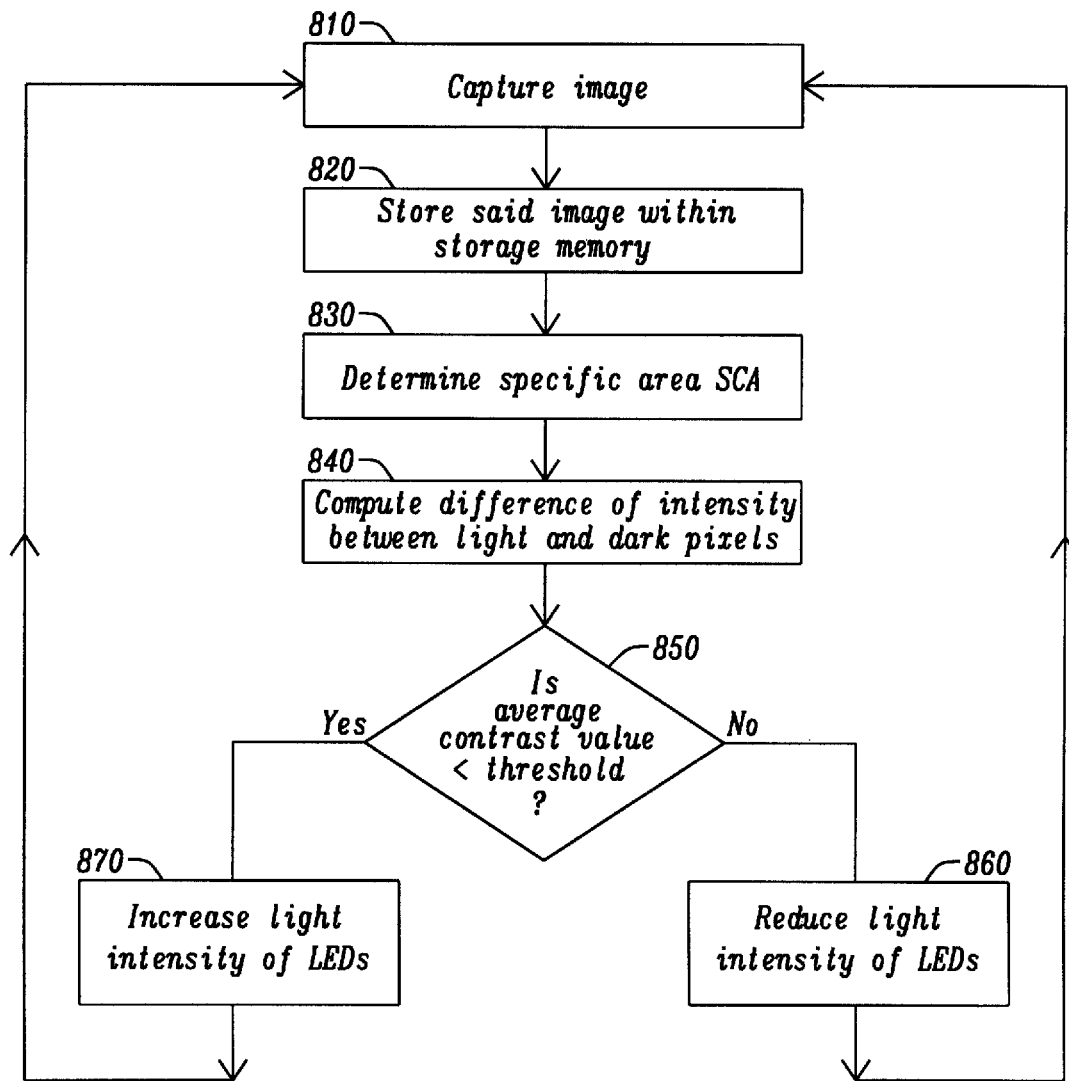 810
Capture image
820
Store said image within
storage memory
830
Determine specific area SCA
840
Compute difference of intensity
between light and dark pixels
850
Is
average
contrast value
< threshold
?
Yes
No
870
Increase light
intensity of LEDs
860
Reduce light
intensity of LEDs